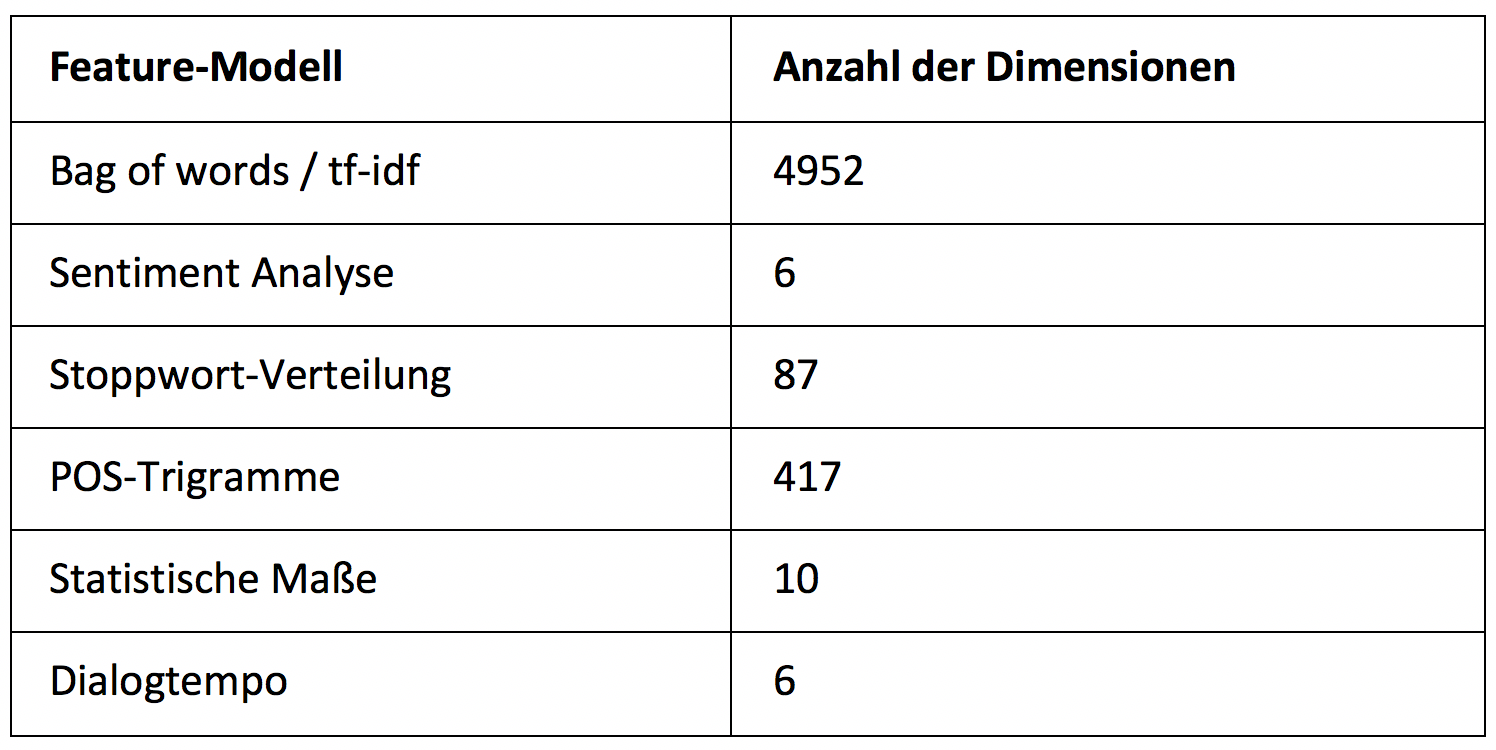 Feature-Modell Anzahl der Dimensionen
Bag of words / tf-idf 4952
Sentiment Analyse 6
Stoppwort-Verteilung 87
POS-Trigramme 417
Statistische Maße 10
Dialogtempo 6